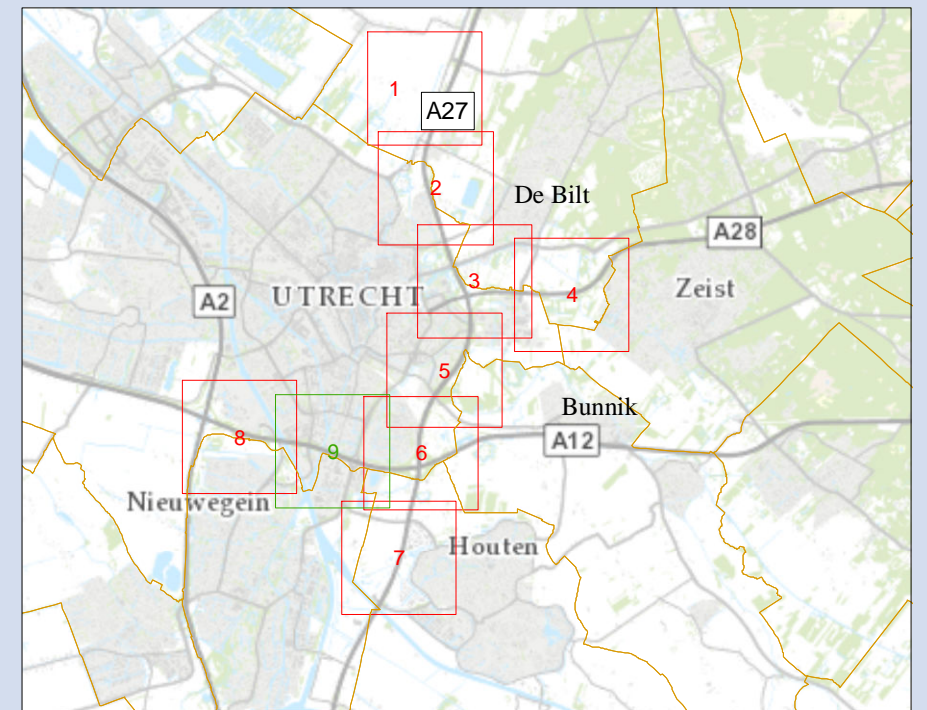 1
A27
2
De Bilt
A28
3
4
Zeist
A2
UTRECHT
5
Bunnik
8
9
6
A12
Nieuwegein
Houten
7